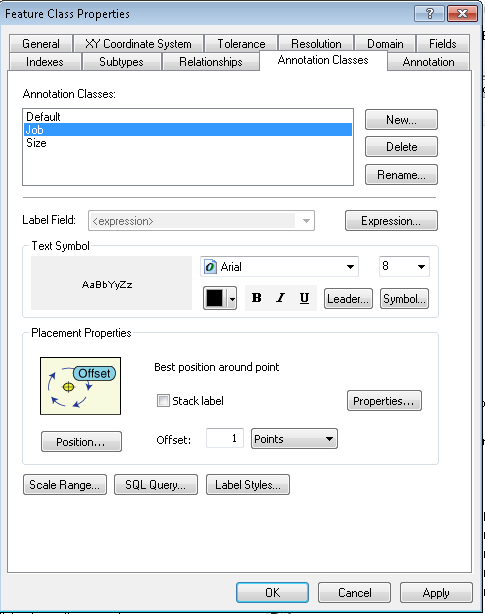 Feature Class Properties
General XY Coordinate System Tolerance Resolution Domain Fields
Indexes Subtypes Relationships Annotation Classes Annotation
Annotation Classes:
Default
Job
Size
New...
Delete
Rename...
Label Field: <expression> Expression...
Text Symbol
AaBbYyZz
Arial 8
B I U Leader... Symbol...
Placement Properties
Offset
Best position around point
Stack label Properties...
Position... Offset: 1 Points
Scale Range... SQL Query... Label Styles...
OK Cancel Apply